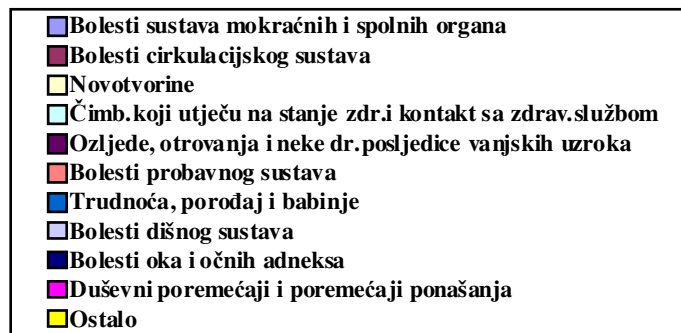 Bolesti sustava mokraćnih i spolnih organa
Bolesti cirkulacijskog sustava
Novotvorine
Čimb.koji utječu na stanje zdr.i kontakt sa zdrav.službom
Ozljede, otrovanja i neke dr.posljedice vanjskih uzroka
Bolesti probavnog sustava
Trudnoća, porođaj i babinje
Bolesti dišnog sustava
Bolesti oka i očnih adneksa
Duševni poremećaji i poremećaji ponašanja
Ostalo